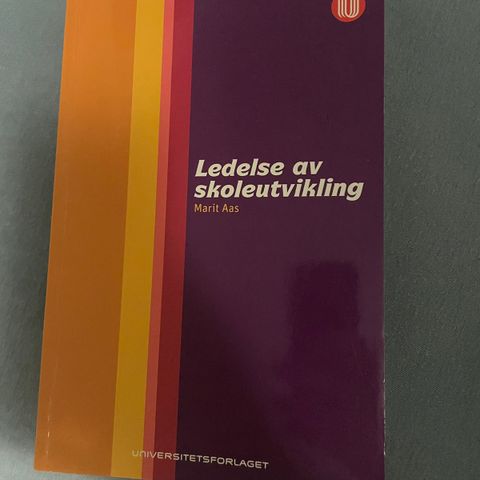 Ledelse av
skoleutvikling
Marit Aas
UNIVERSITETSFORLAGET